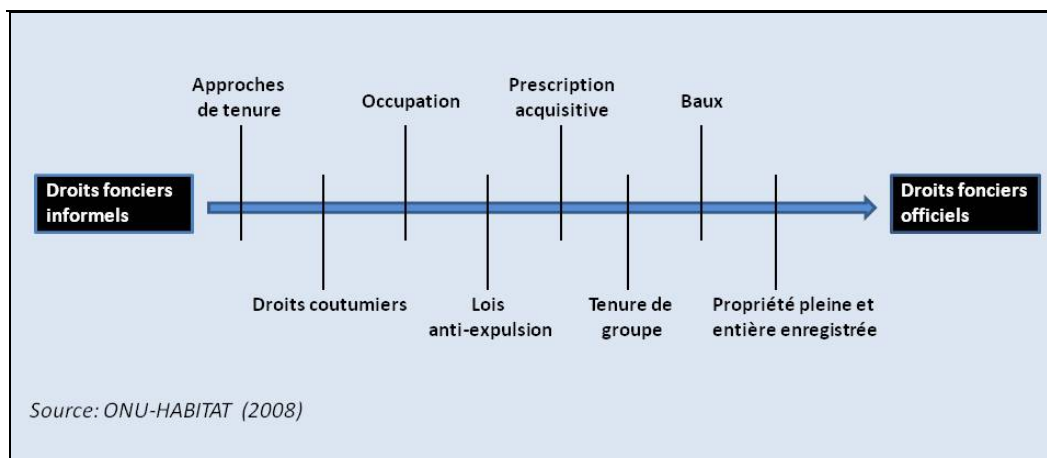 Approches
de tenure
Occupation
Prescription
acquisitive
Baux
Droits fonciers
informels
Droits fonciers
officiels
Droits coutumiers
Lois
anti-expulsion
Tenure de
groupe
Propriété pleine et
entière enregistrée
Source: ONU-HABITAT (2008)